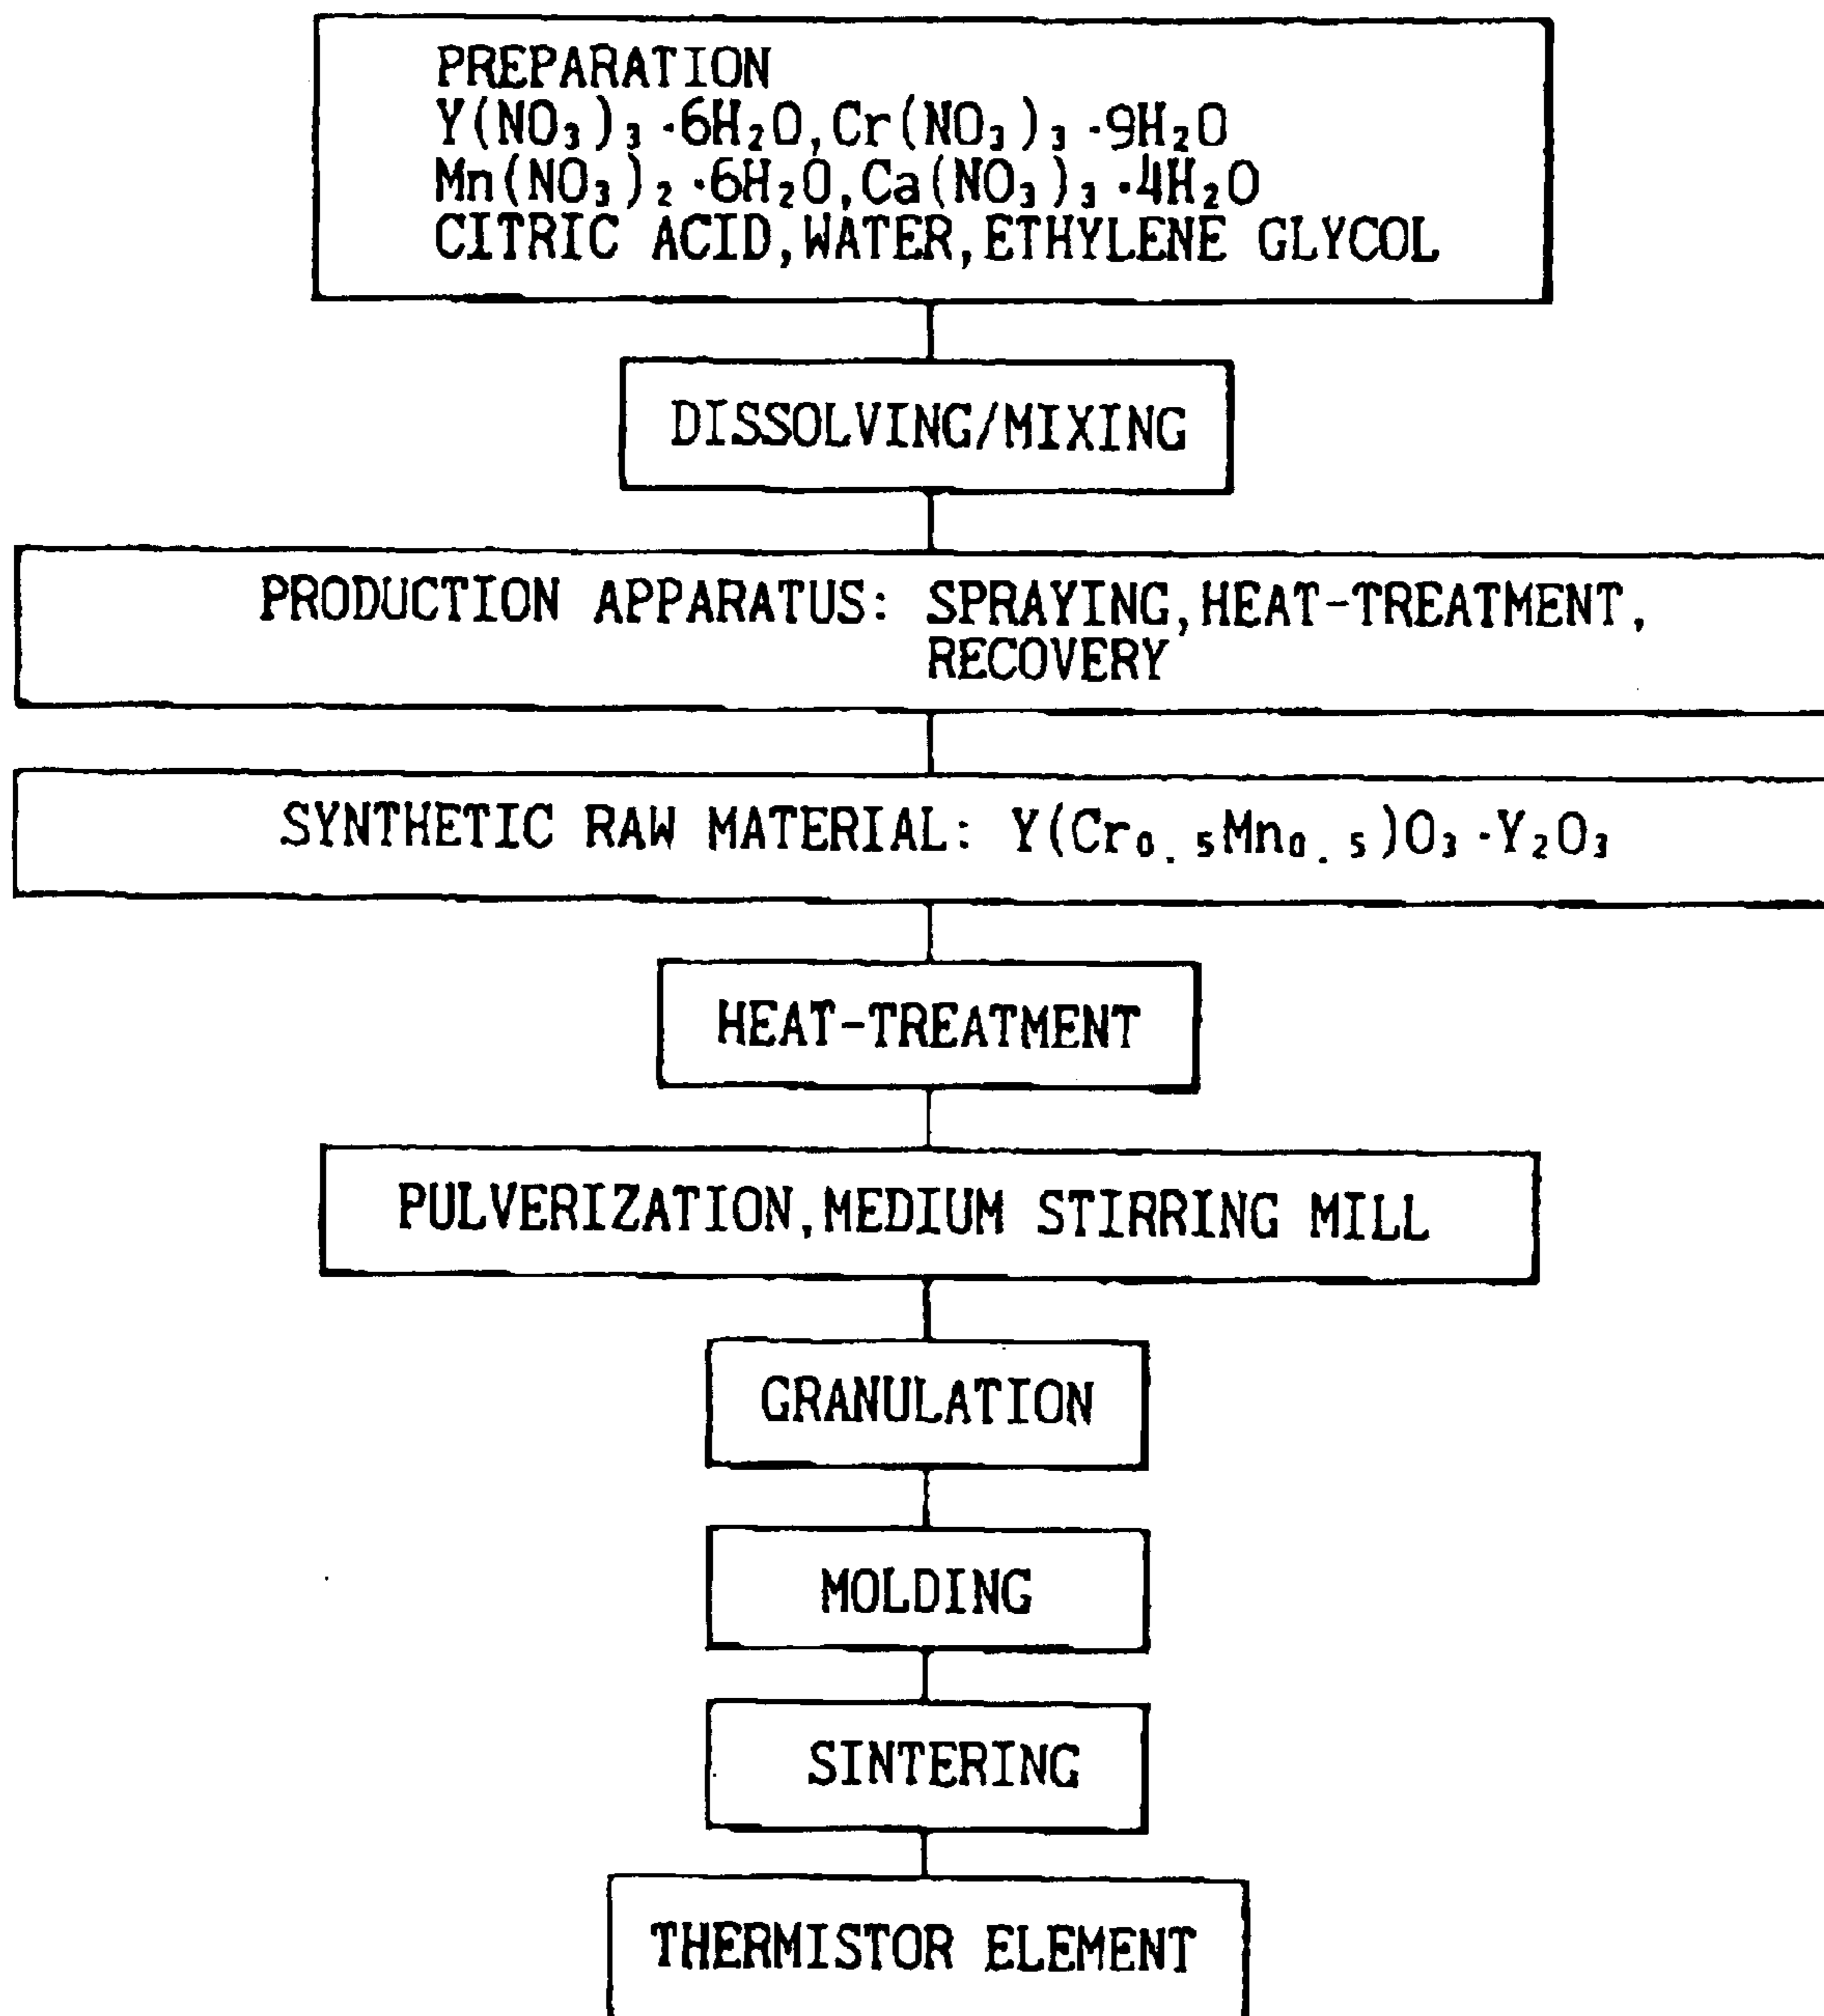 PREPARATION
Y(NO₃)₃·6H₂O,Cr(NO₃)₃·9H₂O
Mn(NO₃)₂·6H₂O,Ca(NO₃)₃·4H₂O
CITRIC ACID,WATER,ETHYLENE GLYCOL
DISSOLVING/MIXING
PRODUCTION APPARATUS: SPRAYING,HEAT-TREATMENT,
RECOVERY
SYNTHETIC RAW MATERIAL: Y(Cr₀.₅Mn₀.₅)O₃·Y₂O₃
HEAT-TREATMENT
PULVERIZATION,MEDIUM STIRRING MILL
GRANULATION
MOLDING
SINTERING
THERMISTOR ELEMENT